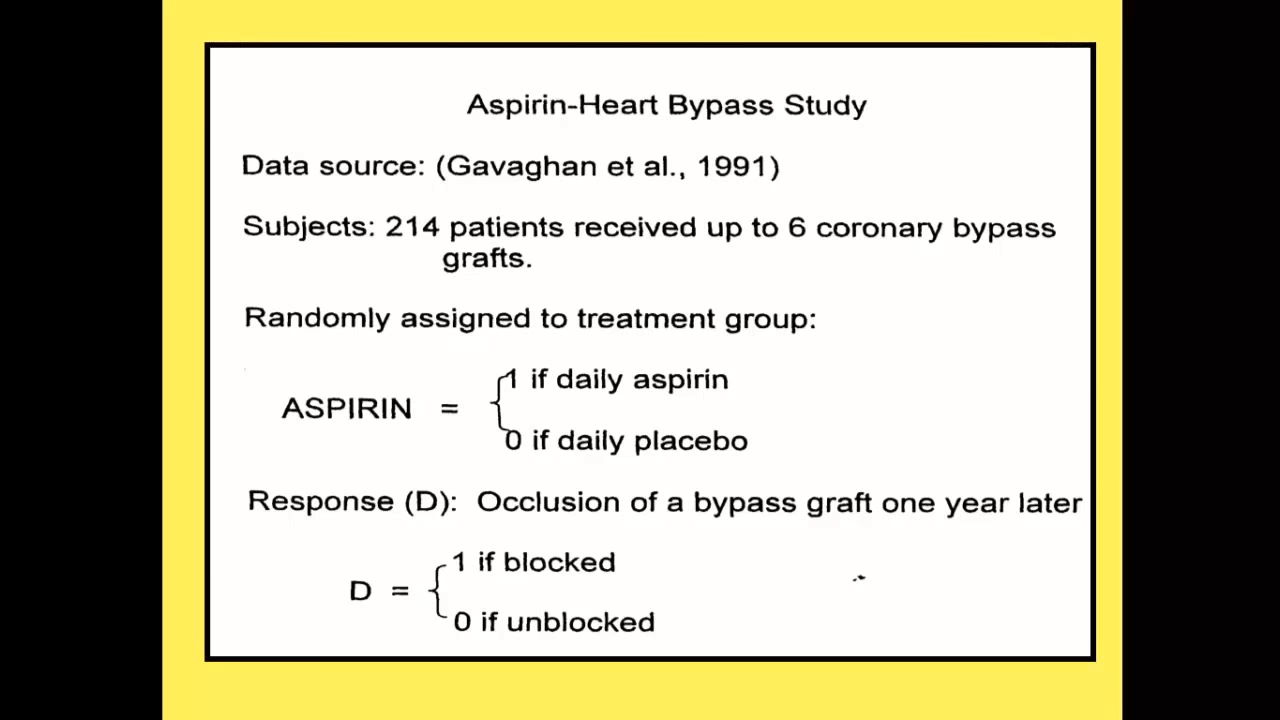 Aspirin-Heart Bypass Study
Data source: (Gavaghan et al., 1991)
Subjects: 214 patients received up to 6 coronary bypass
grafts.
Randomly assigned to treatment group:
1 if daily aspirin
ASPIRIN =
0 if daily placebo
Response (D): Occlusion of a bypass graft one year later
1 if blocked
D =
0 if unblocked